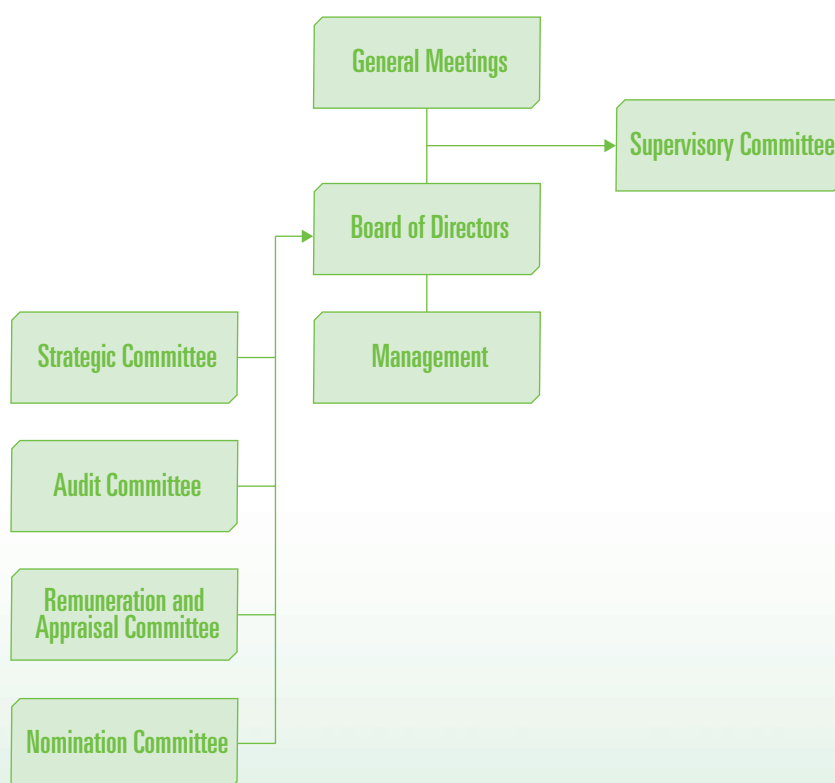 General Meetings
Supervisory Committee
Board of Directors
Strategic Committee
Management
Audit Committee
Remuneration and
Appraisal Committee
Nomination Committee